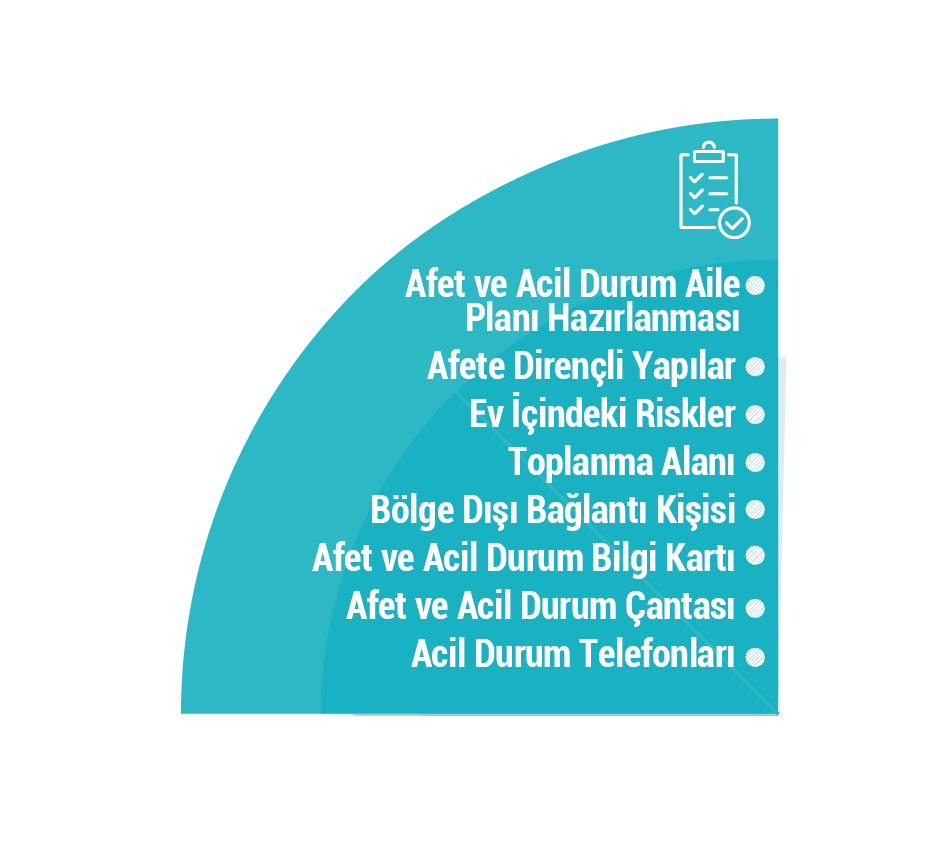 Afet ve Acil Durum Aile
Planı Hazırlanması
Afete Dirençli Yapılar
Ev İçindeki Riskler
Toplanma Alanı
Bölge Dışı Bağlantı Kişisi
Afet ve Acil Durum Bilgi Kartı
Afet ve Acil Durum Çantası
Acil Durum Telefonları